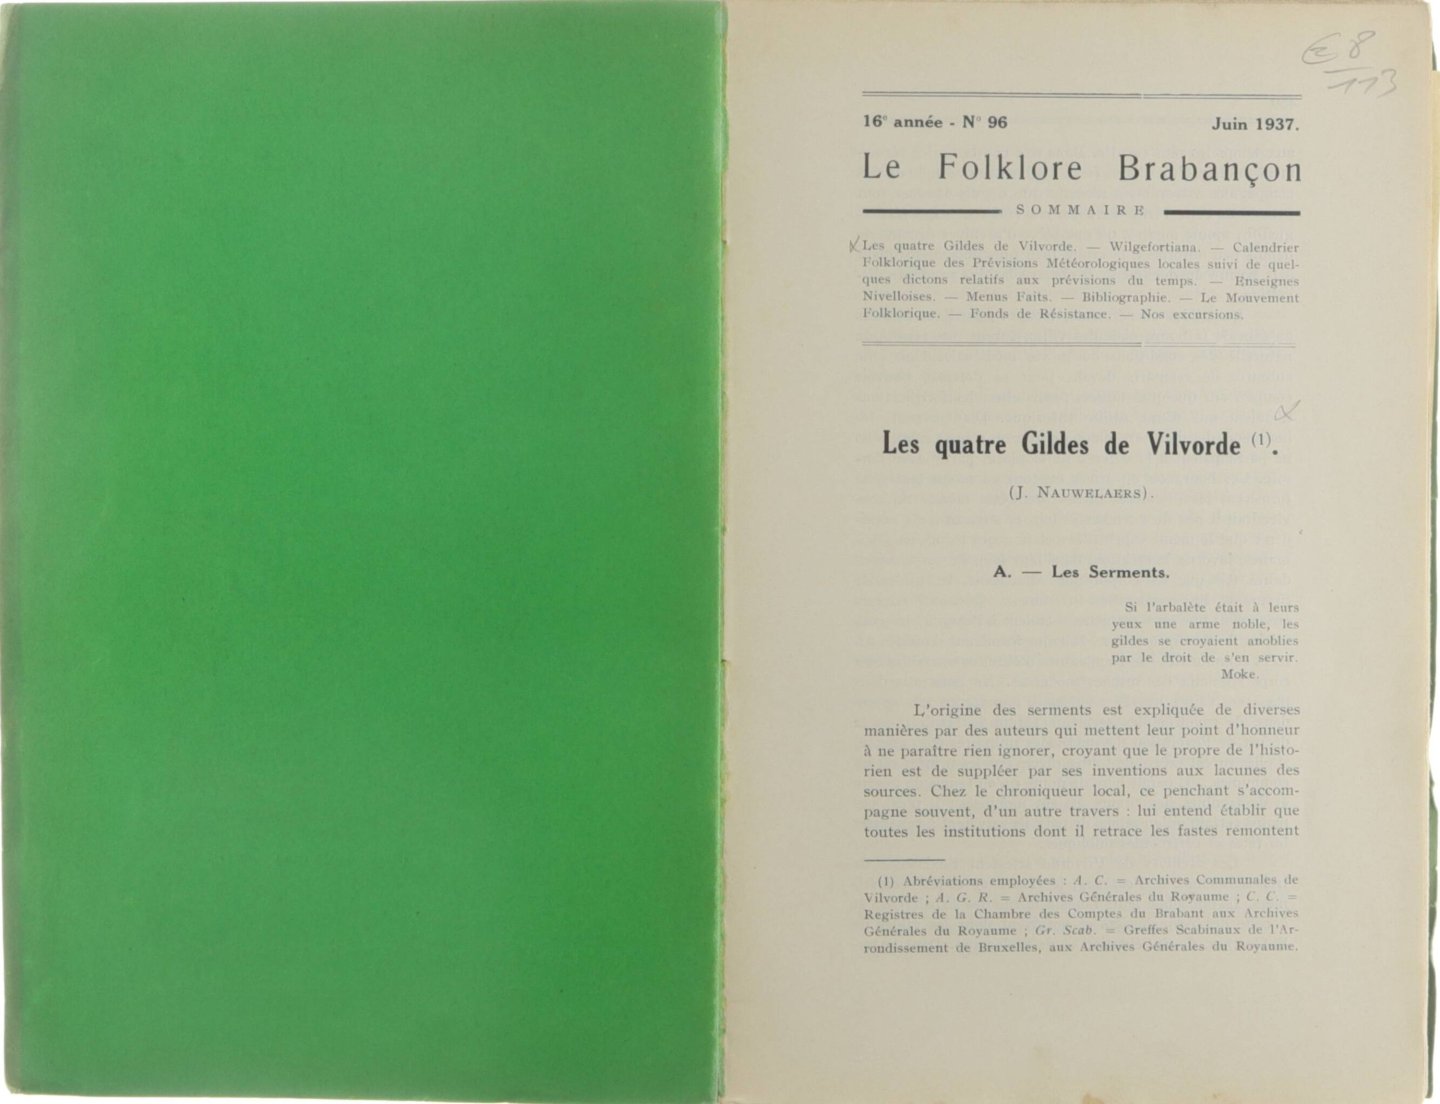 E 8
113
16e année - N° 96 Juin 1937.
Le Folklore Brabançon
SOMMAIRE
Les quatre Gildes de Vilvorde. — Wilgefortiana. — Calendrier
Folklorique des Prévisions Météorologiques locales suivi de quel-
ques dictons relatifs aux prévisions du temps. — Enseignes
Nivelloises. — Menus Faits. — Bibliographie. — Le Mouvement
Folklorique. — Fonds de Résistance. — Nos excursions.
Les quatre Gildes de Vilvorde (1).
(J. NAUWELAERS).
A. — Les Serments.
Si l'arbalète était à leurs
yeux une arme noble, les
gildes se croyaient anoblies
par le droit de s'en servir.
Moke.
L'origine des serments est expliquée de diverses
manières par des auteurs qui mettent leur point d'honneur
à ne paraître rien ignorer, croyant que le propre de l'histo-
rien est de suppléer par ses inventions aux lacunes des
sources. Chez le chroniqueur local, ce penchant s'accom-
pagne souvent, d'un autre travers : lui entend établir que
toutes les institutions dont il retrace les fastes remontent
(1) Abréviations employées : A. C. = Archives Communales de
Vilvorde ; A. G. R. = Archives Générales du Royaume ; C. C. =
Registres de la Chambre des Comptes du Brabant aux Archives
Générales du Royaume ; Gr. Scab. = Greffes Scabinaux de l'Ar-
rondissement de Bruxelles, aux Archives Générales du Royaume.